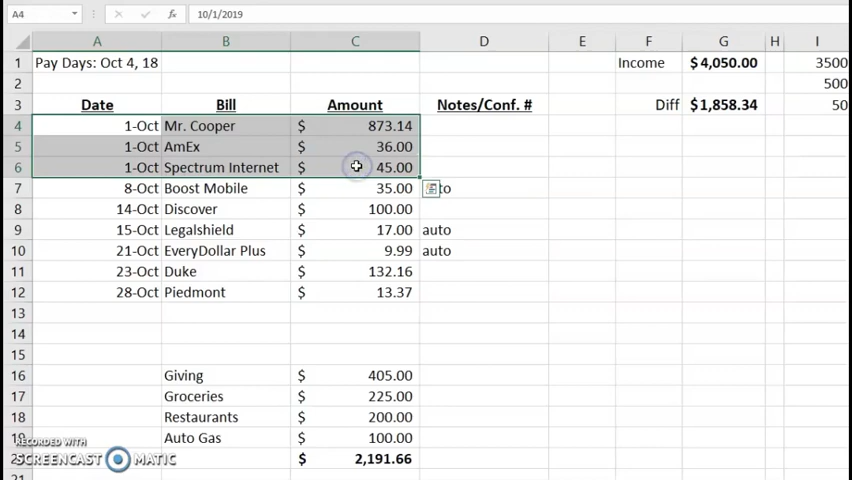 A4 fx 10/1/2019
A B C D E F G H I
1 Pay Days: Oct 4, 18 Income $ 4,050.00 3500
2 500
3 Date Bill Amount Notes/Conf. # Diff $ 1,858.34 50
4 1-Oct Mr. Cooper $ 873.14
5 1-Oct AmEx $ 36.00
6 1-Oct Spectrum Internet $ 45.00
7 8-Oct Boost Mobile $ 35.00 to
8 14-Oct Discover $ 100.00
9 15-Oct Legalshield $ 17.00 auto
10 21-Oct EveryDollar Plus $ 9.99 auto
11 23-Oct Duke $ 132.16
12 28-Oct Piedmont $ 13.37
13
14
15
16 Giving $ 405.00
17 Groceries $ 225.00
18 Restaurants $ 200.00
19 Auto Gas $ 100.00
RECORDED WITH
SCREENCAST MATIC
$ 2,191.66
21